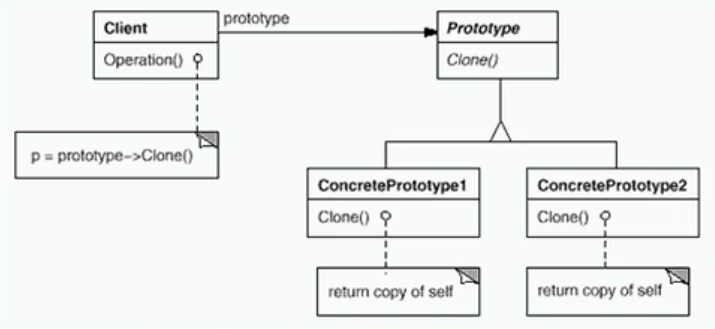 Client
prototype
Prototype
Operation()
Clone()
p = prototype->Clone()
ConcretePrototype1
ConcretePrototype2
Clone()
Clone()
return copy of self
return copy of self